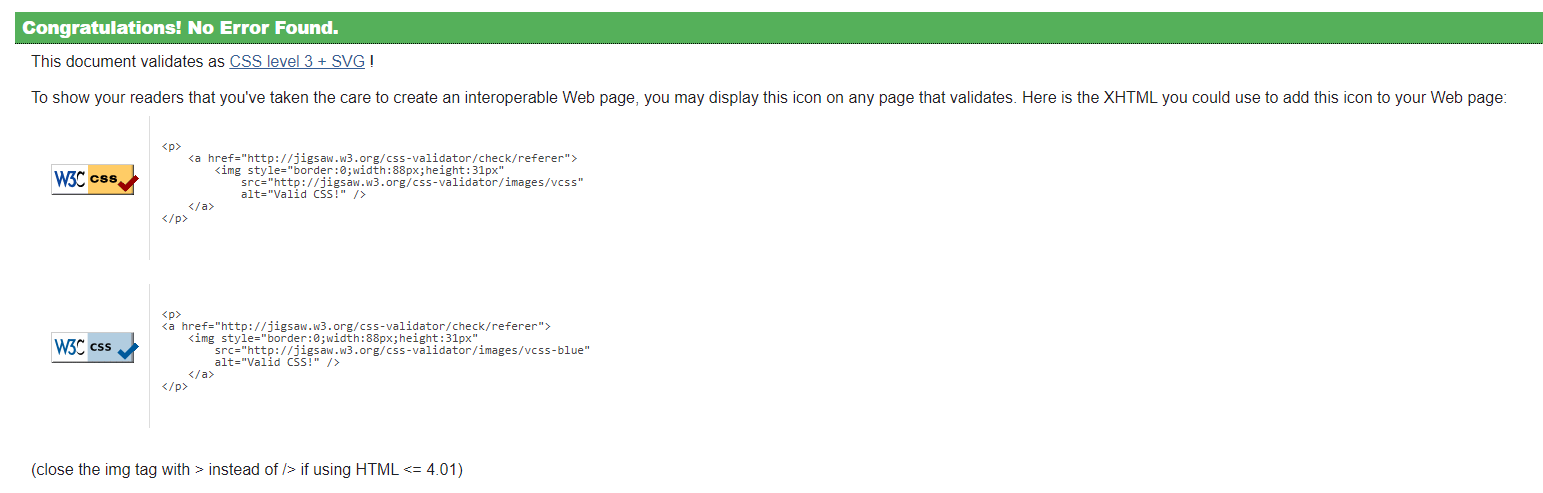 Congratulations! No Error Found.
This document validates as CSS level 3 + SVG !
To show your readers that you've taken the care to create an interoperable Web page, you may display this icon on any page that validates. Here is the XHTML you could use to add this icon to your Web page:
W3C css
<p>
<a href="http://jigsaw.w3.org/css-validator/check/referer">
<img style="border:0;width:88px;height:31px"
src="http://jigsaw.w3.org/css-validator/images/vcss"
alt="Valid CSS!" />
</a>
</p>
W3C css
<p>
<a href="http://jigsaw.w3.org/css-validator/check/referer">
<img style="border:0;width:88px;height:31px"
src="http://jigsaw.w3.org/css-validator/images/vcss-blue"
alt="Valid CSS!" />
</a>
</p>
(close the img tag with > instead of /> if using HTML <= 4.01)